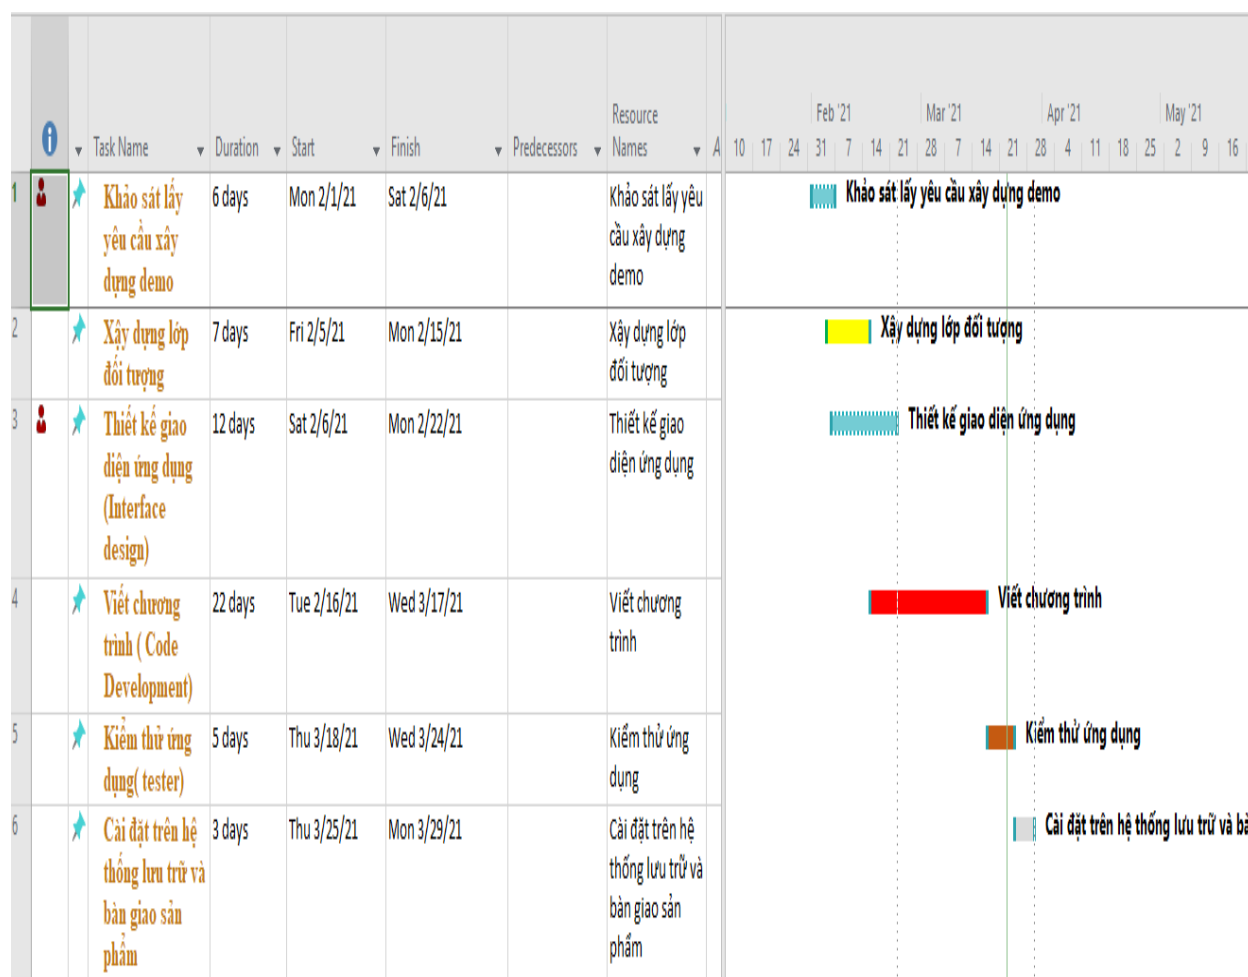 Task Name
Duration
Start
Finish
Predecessors
Resource
Names
A
Feb '21
Mar '21
Apr '21
May '21
10 17 24 31 7 14 21 28 7 14 21 28 4 11 18 25 2 9 16
1
Khảo sát lấy
yêu cầu xây
dựng demo
6 days
Mon 2/1/21
Sat 2/6/21
Khảo sát lấy yêu
cầu xây dựng
demo
Khảo sát lấy yêu cầu xây dựng demo
2
Xậy dựng lớp
đối tượng
7 days
Fri 2/5/21
Mon 2/15/21
Xậy dựng lớp
đối tượng
Xậy dựng lớp đối tượng
3
Thiết kế giao
diện ứng dụng
(Interface
design)
12 days
Sat 2/6/21
Mon 2/22/21
Thiết kế giao
diện ứng dụng
Thiết kế giao diện ứng dụng
4
Viết chương
trình ( Code
Development)
22 days
Tue 2/16/21
Wed 3/17/21
Viết chương
trình
Viết chương trình
5
Kiểm thử ứng
dụng( tester)
5 days
Thu 3/18/21
Wed 3/24/21
Kiểm thử ứng
dụng
Kiểm thử ứng dụng
6
Cài đặt trên hệ
thống lưu trữ và
bàn giao sản
phẩm
3 days
Thu 3/25/21
Mon 3/29/21
Cài đặt trên hệ
thống lưu trữ và
bàn giao sản
phẩm
Cài đặt trên hệ thống lưu trữ và bà